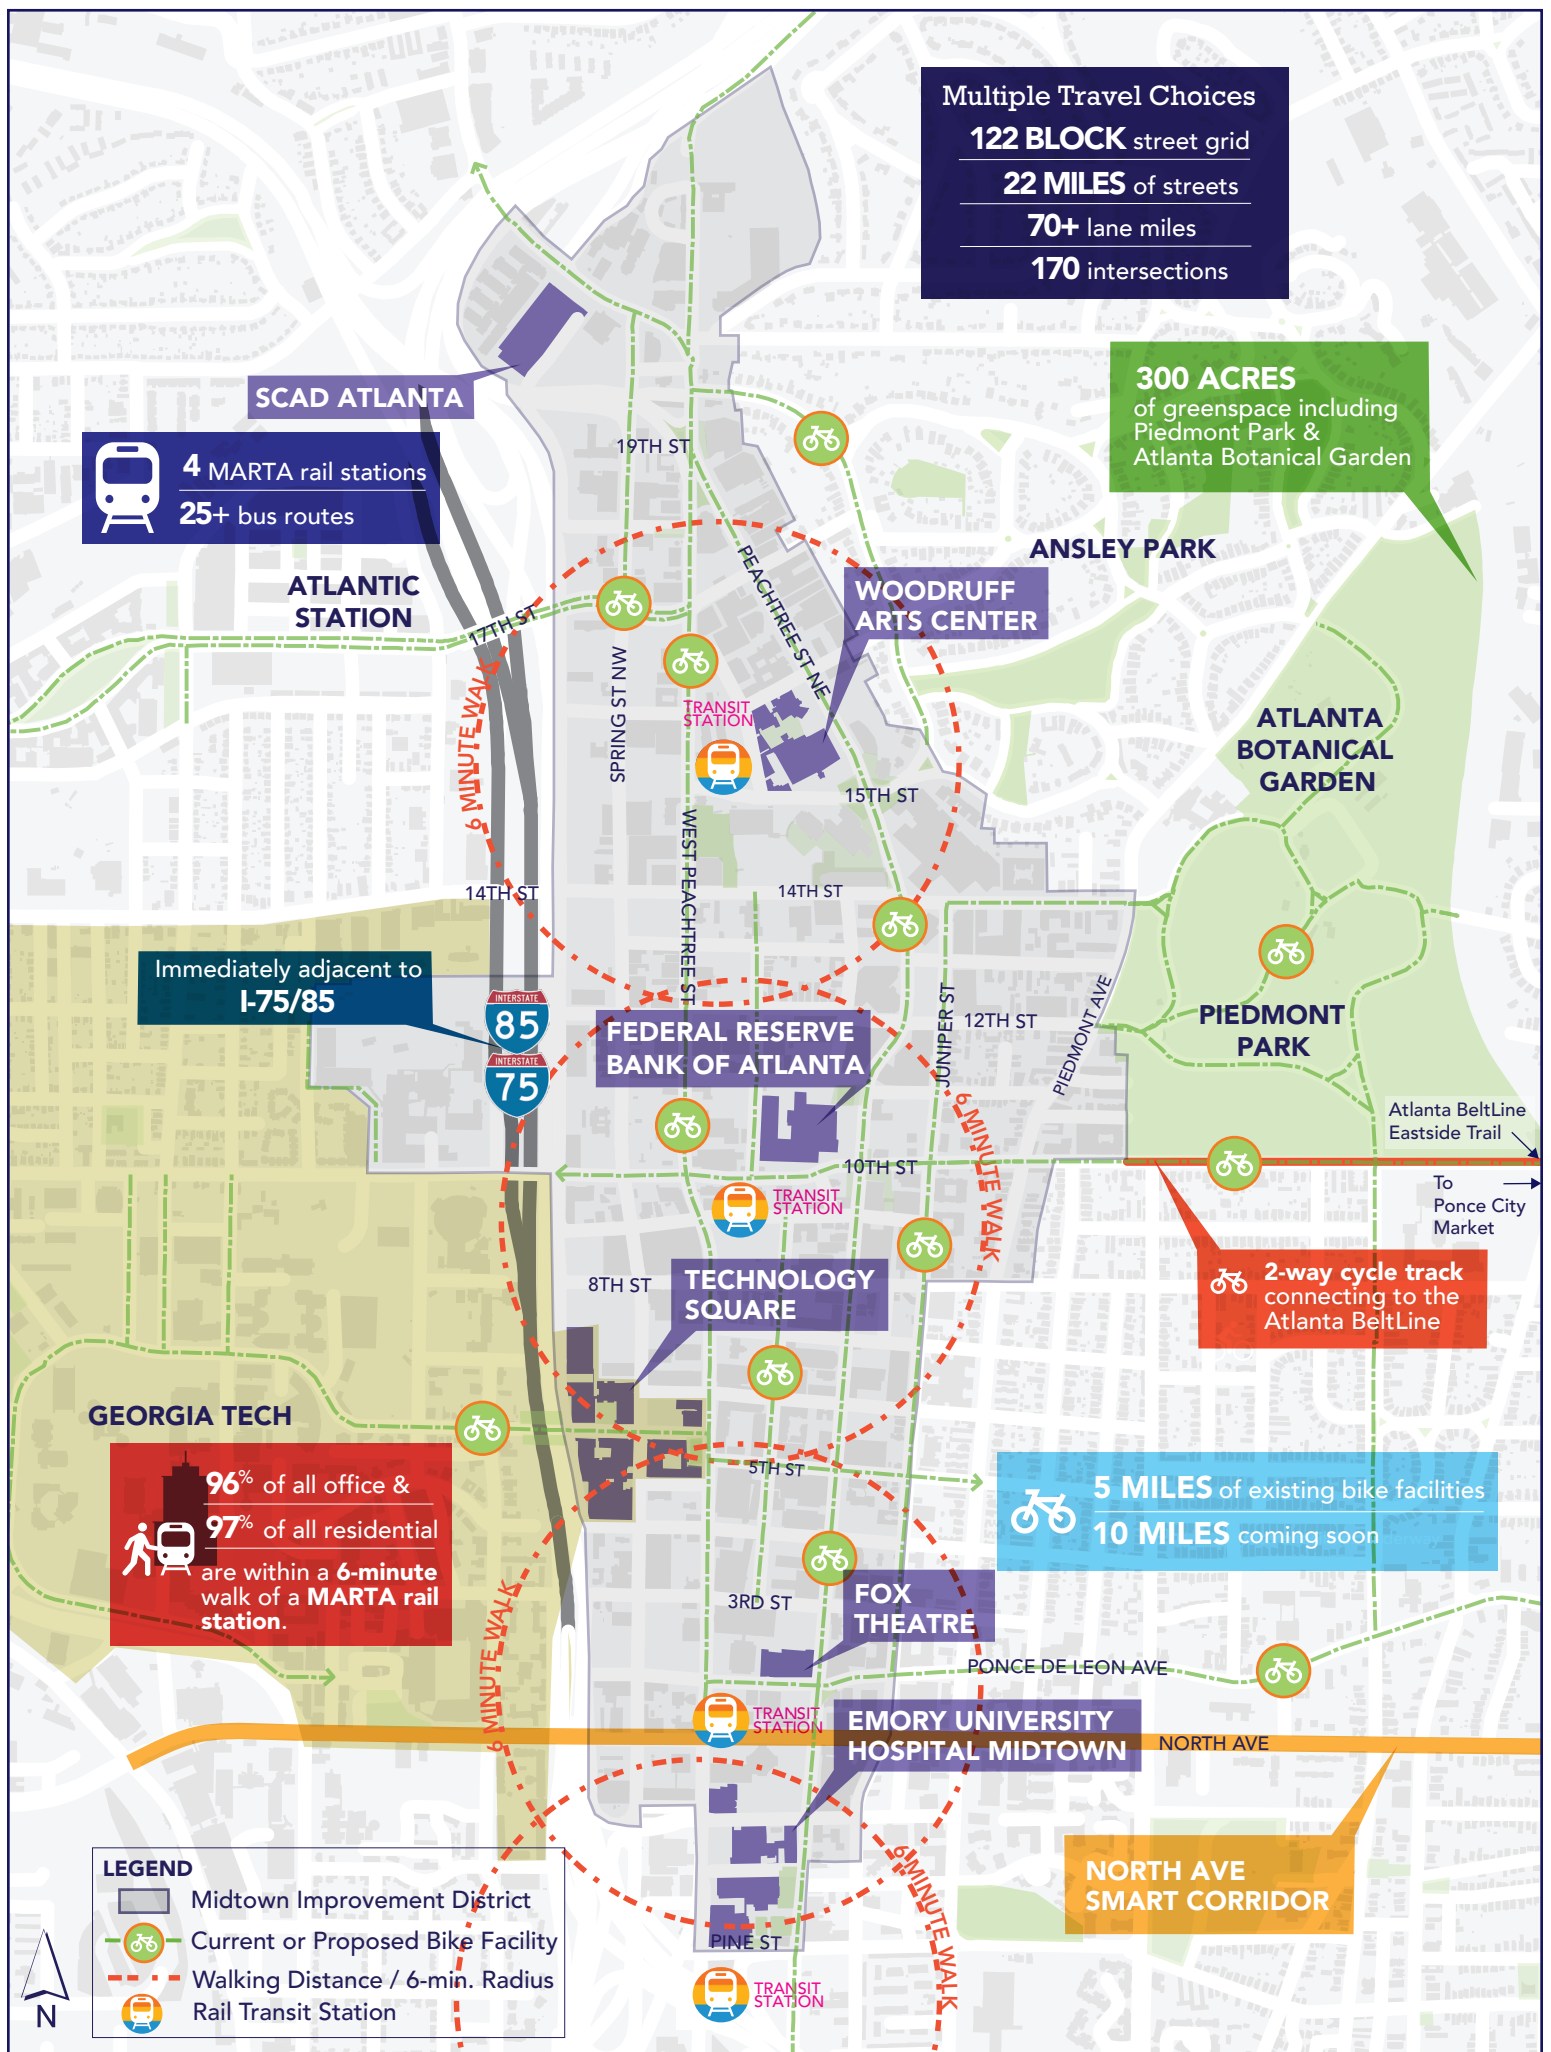 Multiple Travel Choices
122 BLOCK street grid
22 MILES of streets
70+ lane miles
170 intersections
300 ACRES
of greenspace including
Piedmont Park &
Atlanta Botanical Garden
SCAD ATLANTA
4 MARTA rail stations
25+ bus routes
19TH ST
ANSLEY PARK
PEACHTREE ST NE
WOODRUFF
ARTS CENTER
ATLANTIC
STATION
17TH ST
6 MINUTE WALK
SPRING ST NW
TRANSIT
STATION
ATLANTA
BOTANICAL
GARDEN
15TH ST
WEST PEACHTREE ST
14TH ST
14TH ST
Immediately adjacent to
I-75/85
INTERSTATE
85
INTERSTATE
75
FEDERAL RESERVE
BANK OF ATLANTA
JUNIPER ST
12TH ST
PIEDMONT AVE
PIEDMONT
PARK
6 MINUTE WALK
Atlanta BeltLine
Eastside Trail
10TH ST
To
Ponce City
Market
TRANSIT
STATION
2-way cycle track
connecting to the
Atlanta BeltLine
8TH ST
TECHNOLOGY
SQUARE
GEORGIA TECH
96% of all office &
97% of all residential
are within a 6-minute
walk of a MARTA rail
station.
5TH ST
5 MILES of existing bike facilities
10 MILES coming soon
3RD ST
FOX
THEATRE
6 MINUTE WALK
PONCE DE LEON AVE
TRANSIT
STATION
EMORY UNIVERSITY
HOSPITAL MIDTOWN
NORTH AVE
NORTH AVE
SMART CORRIDOR
6 MINUTE WALK
PINE ST
TRANSIT
STATION
LEGEND
Midtown Improvement District
Current or Proposed Bike Facility
Walking Distance / 6-min. Radius
Rail Transit Station
N